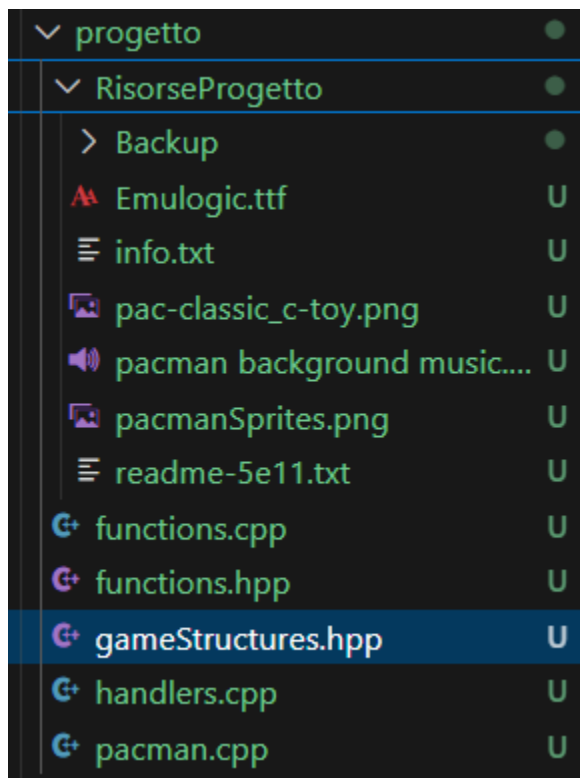 progetto
RisorseProgetto
Backup
Emulogic.ttf U
info.txt U
pac-classic_c-toy.png U
pacman background music.... U
pacmanSprites.png U
readme-5e11.txt U
functions.cpp U
functions.hpp U
gameStructures.hpp U
handlers.cpp U
pacman.cpp U